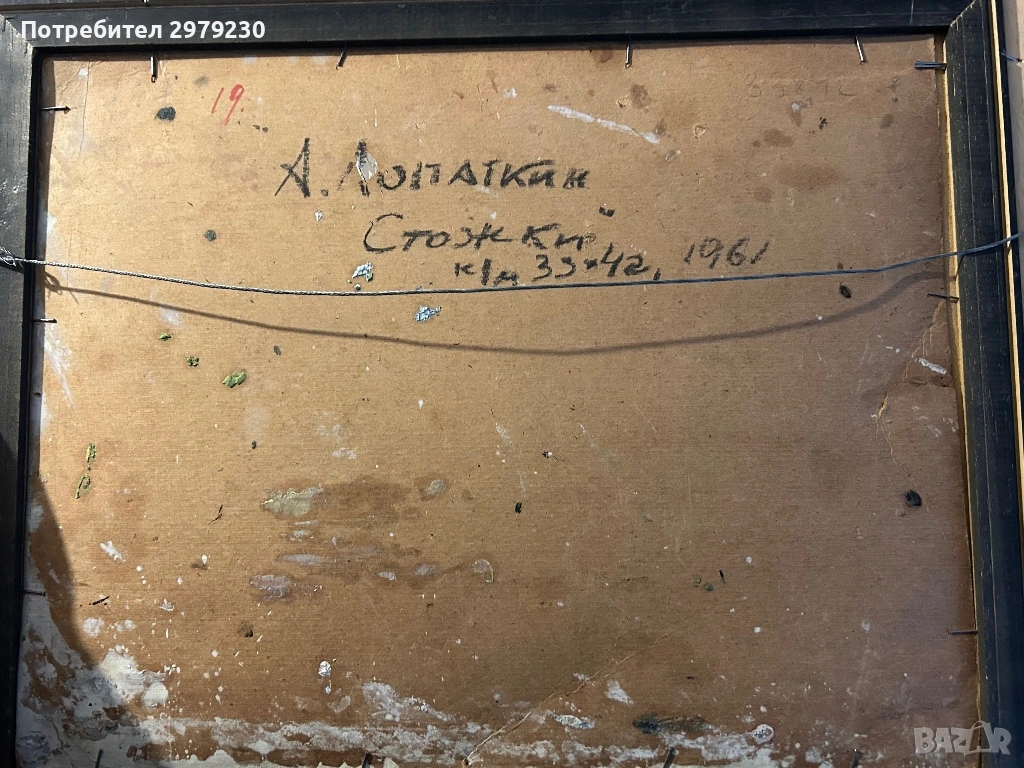 Потребител 2979230
19.
А. Лопаткин
Стожки
к/м 33×42, 1961
BAZAR